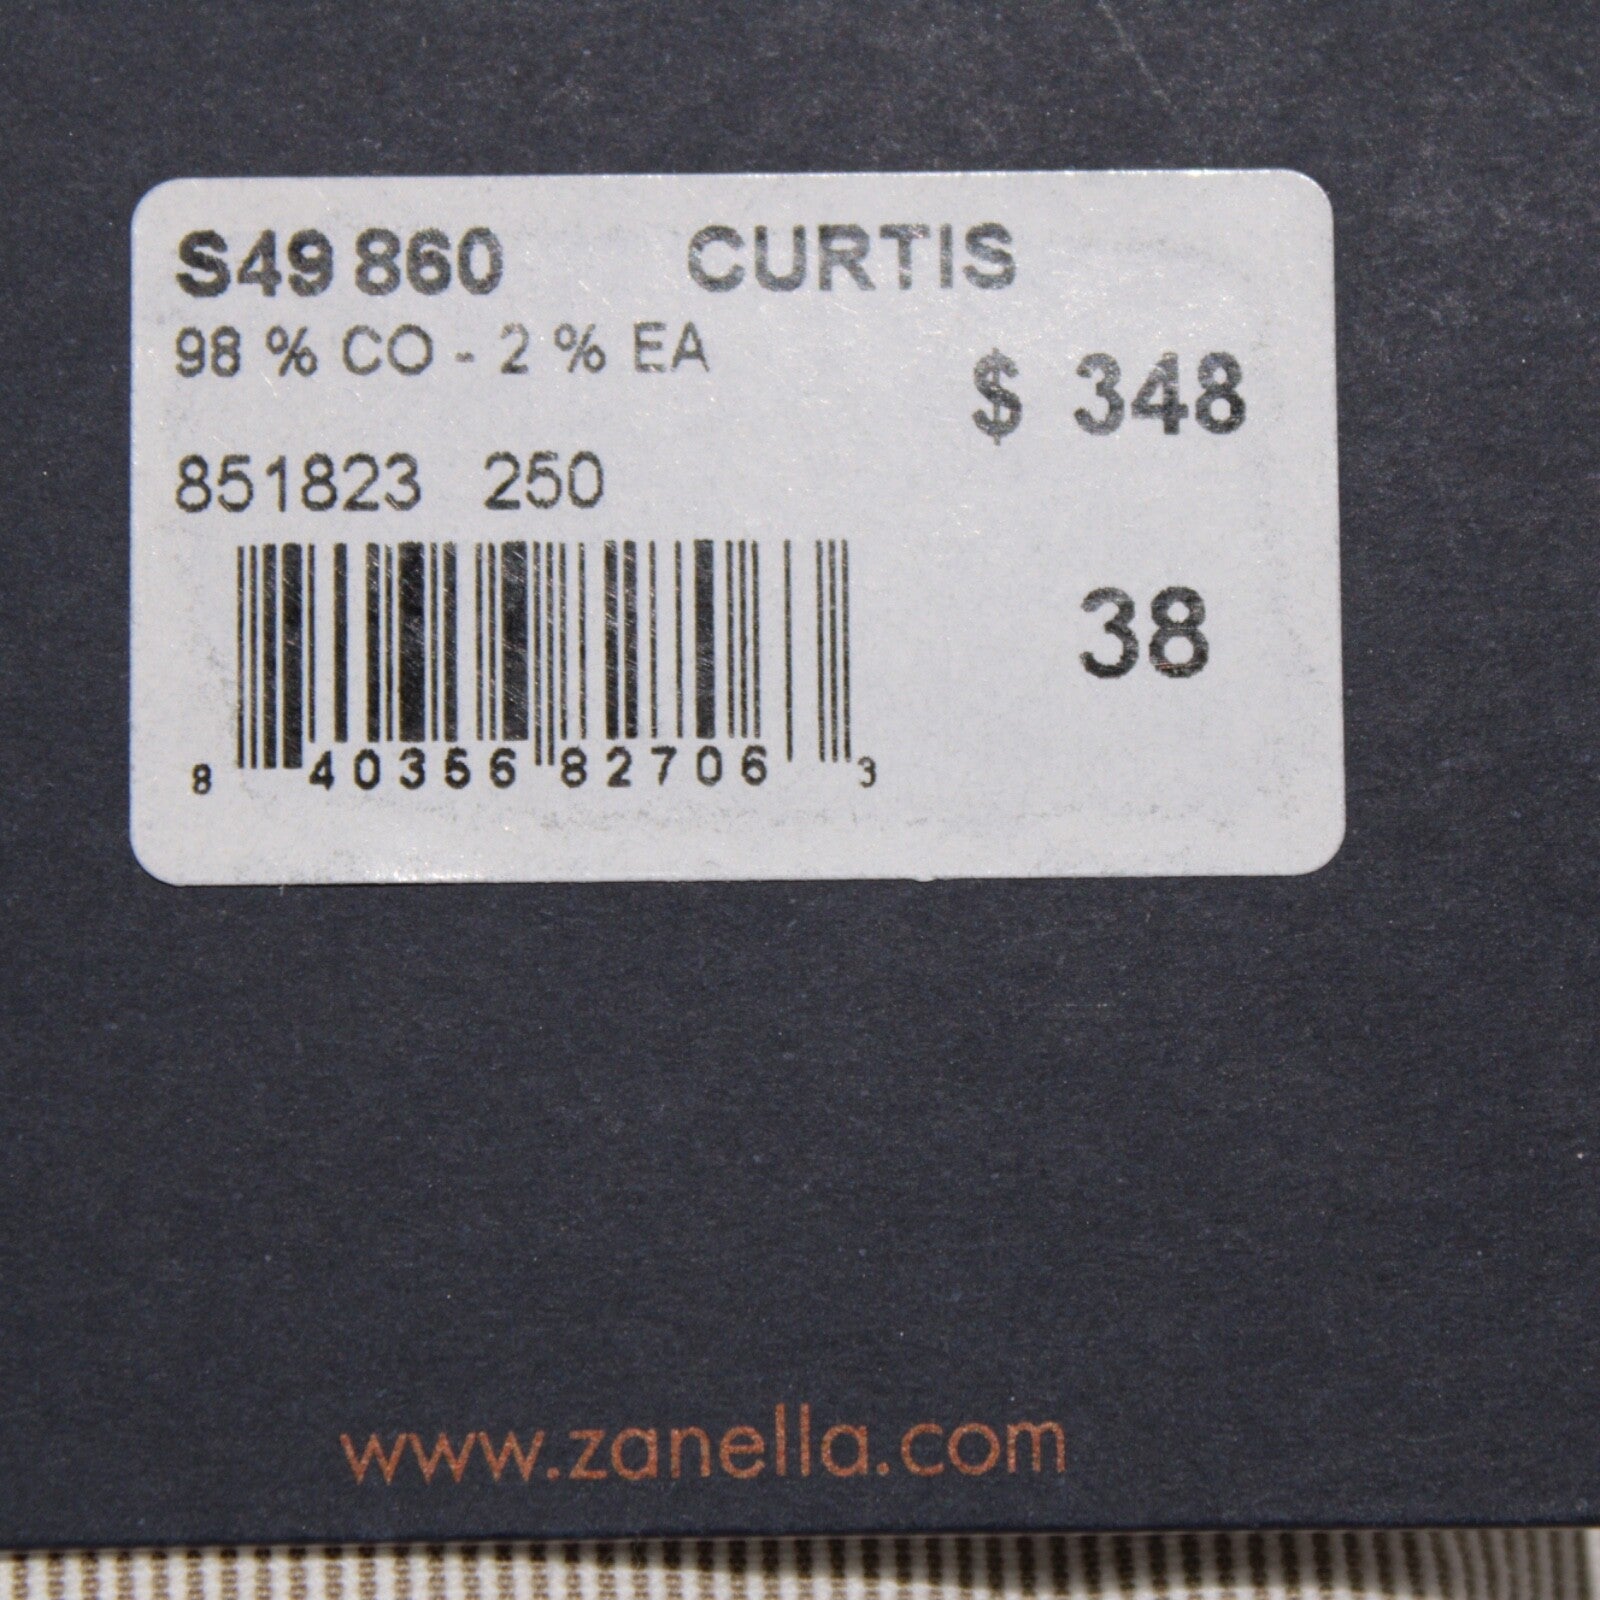 S49 860 CURTIS
98 % CO - 2 % EA
$ 348
851823 250
38
8 40356 82706 3
www.zanella.com